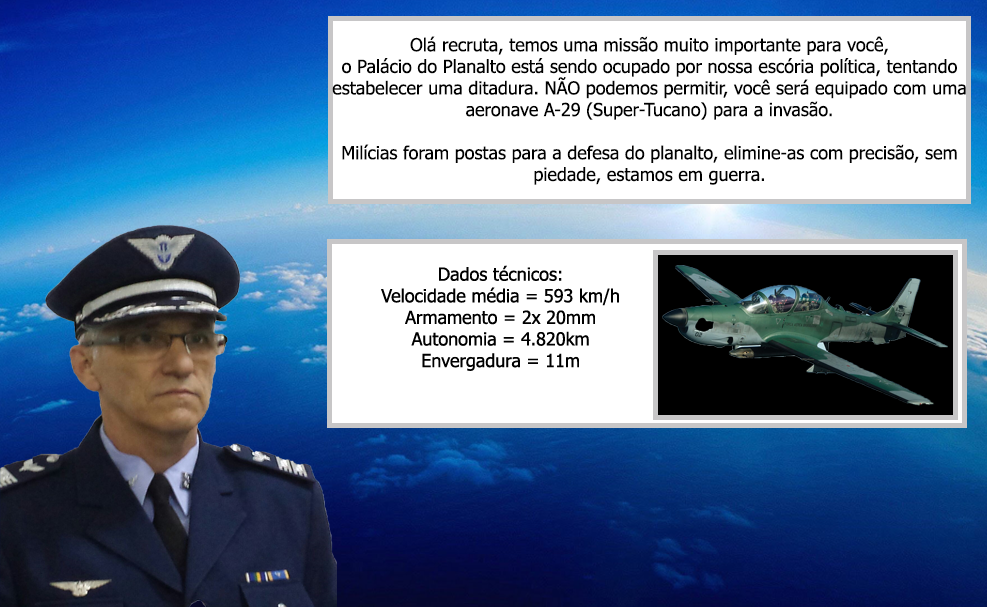 Olá recruta, temos uma missão muito importante para você,
o Palácio do Planalto está sendo ocupado por nossa escória política, tentando
estabelecer uma ditadura. NÃO podemos permitir, você será equipado com uma
aeronave A-29 (Super-Tucano) para a invasão.
Milícias foram postas para a defesa do planalto, elimine-as com precisão, sem
piedade, estamos em guerra.
Dados técnicos:
Velocidade média = 593 km/h
Armamento = 2x 20mm
Autonomia = 4.820km
Envergadura = 11m